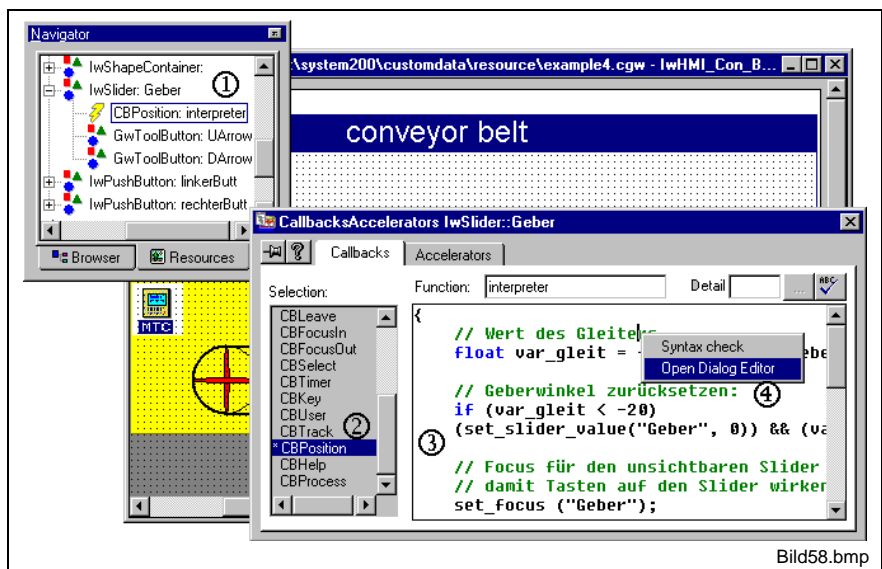 Navigator
IwShapeContainer:
IwSlider: Geber
①
CBPosition: interpreter
GwToolButton: UArrow
GwToolButton: DArrow
IwPushButton: linkerButt
IwPushButton: rechterButt
Browser
Resources
:\system200\customdata\resource\example4.cgw - IwHMI_Con_B...
conveyor belt
MTC
CallbacksAccelerators IwSlider::Geber
Callbacks
Accelerators
Selection:
Function:
interpreter
Detail
...
ABC
CBLeave
CBFocusIn
CBFocusOut
CBSelect
CBTimer
CBKey
CBUser
CBTrack
②
* CBPosition
CBHelp
CBProcess
{
// Wert des Gleiters
float var_gleit = -
Syntax check
Open Dialog Editor
④
// Geberwinkel zurücksetzen:
if (var_gleit < -20)
③
(set_slider_value("Geber", 0)) && (va
// Focus für den unsichtbaren Slider
// damit Tasten auf den Slider wirken
set_focus ("Geber");
Bild58.bmp